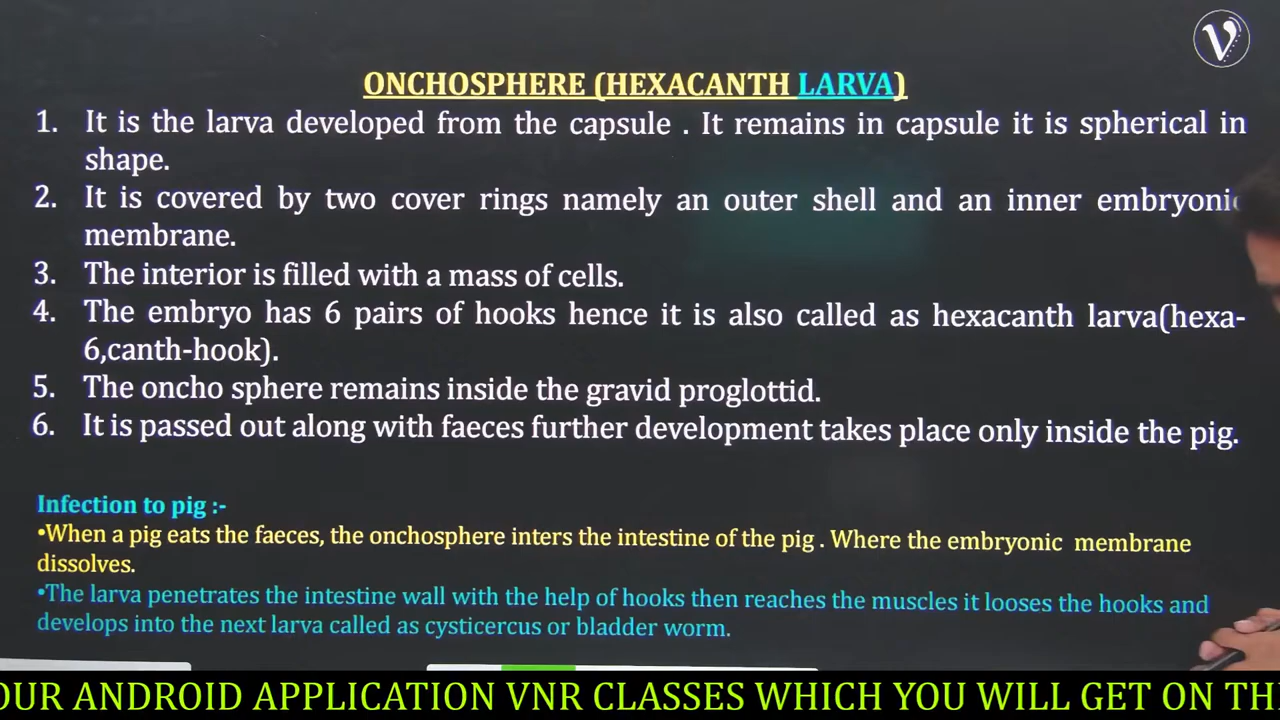 V
ONCHOSPHERE (HEXACANTH LARVA)
1. It is the larva developed from the capsule . It remains in capsule it is spherical in
shape.
2. It is covered by two cover rings namely an outer shell and an inner embryonic
membrane.
3. The interior is filled with a mass of cells.
4. The embryo has 6 pairs of hooks hence it is also called as hexacanth larva(hexa-
6,canth-hook).
5. The oncho sphere remains inside the gravid proglottid.
6. It is passed out along with faeces further development takes place only inside the pig.
Infection to pig :-
•When a pig eats the faeces, the onchosphere inters the intestine of the pig . Where the embryonic membrane
dissolves.
•The larva penetrates the intestine wall with the help of hooks then reaches the muscles it looses the hooks and
develops into the next larva called as cysticercus or bladder worm.
OUR ANDROID APPLICATION VNR CLASSES WHICH YOU WILL GET ON TH